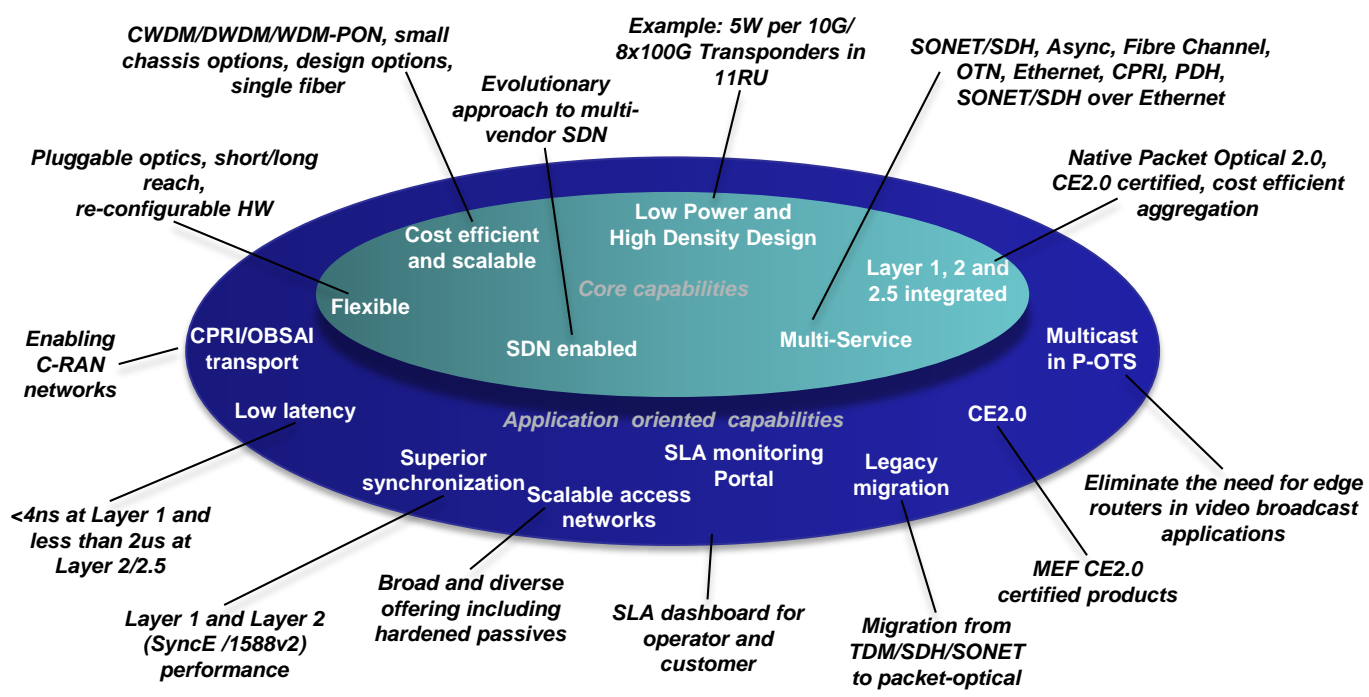 CWDM/DWDM/WDM-PON, small
chassis options, design options,
single fiber
Evolutionary
approach to multi-
vendor SDN
Example: 5W per 10G/
8x100G Transponders in
11RU
SONET/SDH, Async, Fibre Channel,
OTN, Ethernet, CPRI, PDH,
SONET/SDH over Ethernet
Pluggable optics, short/long
reach,
re-configurable HW
Native Packet Optical 2.0,
CE2.0 certified, cost efficient
aggregation
Cost efficient
and scalable
Low Power and
High Density Design
Layer 1, 2 and
2.5 integrated
Core capabilities
Flexible
SDN enabled
Multi-Service
Enabling
C-RAN
networks
CPRI/OBSAI
transport
Multicast
in P-OTS
Low latency
Application oriented capabilities
CE2.0
Superior
synchronization
Scalable access
networks
SLA monitoring
Portal
Legacy
migration
<4ns at Layer 1 and
less than 2us at
Layer 2/2.5
Eliminate the need for edge
routers in video broadcast
applications
Layer 1 and Layer 2
(SyncE /1588v2)
performance
Broad and diverse
offering including
hardened passives
SLA dashboard for
operator and
customer
Migration from
TDM/SDH/SONET
to packet-optical
MEF CE2.0
certified products